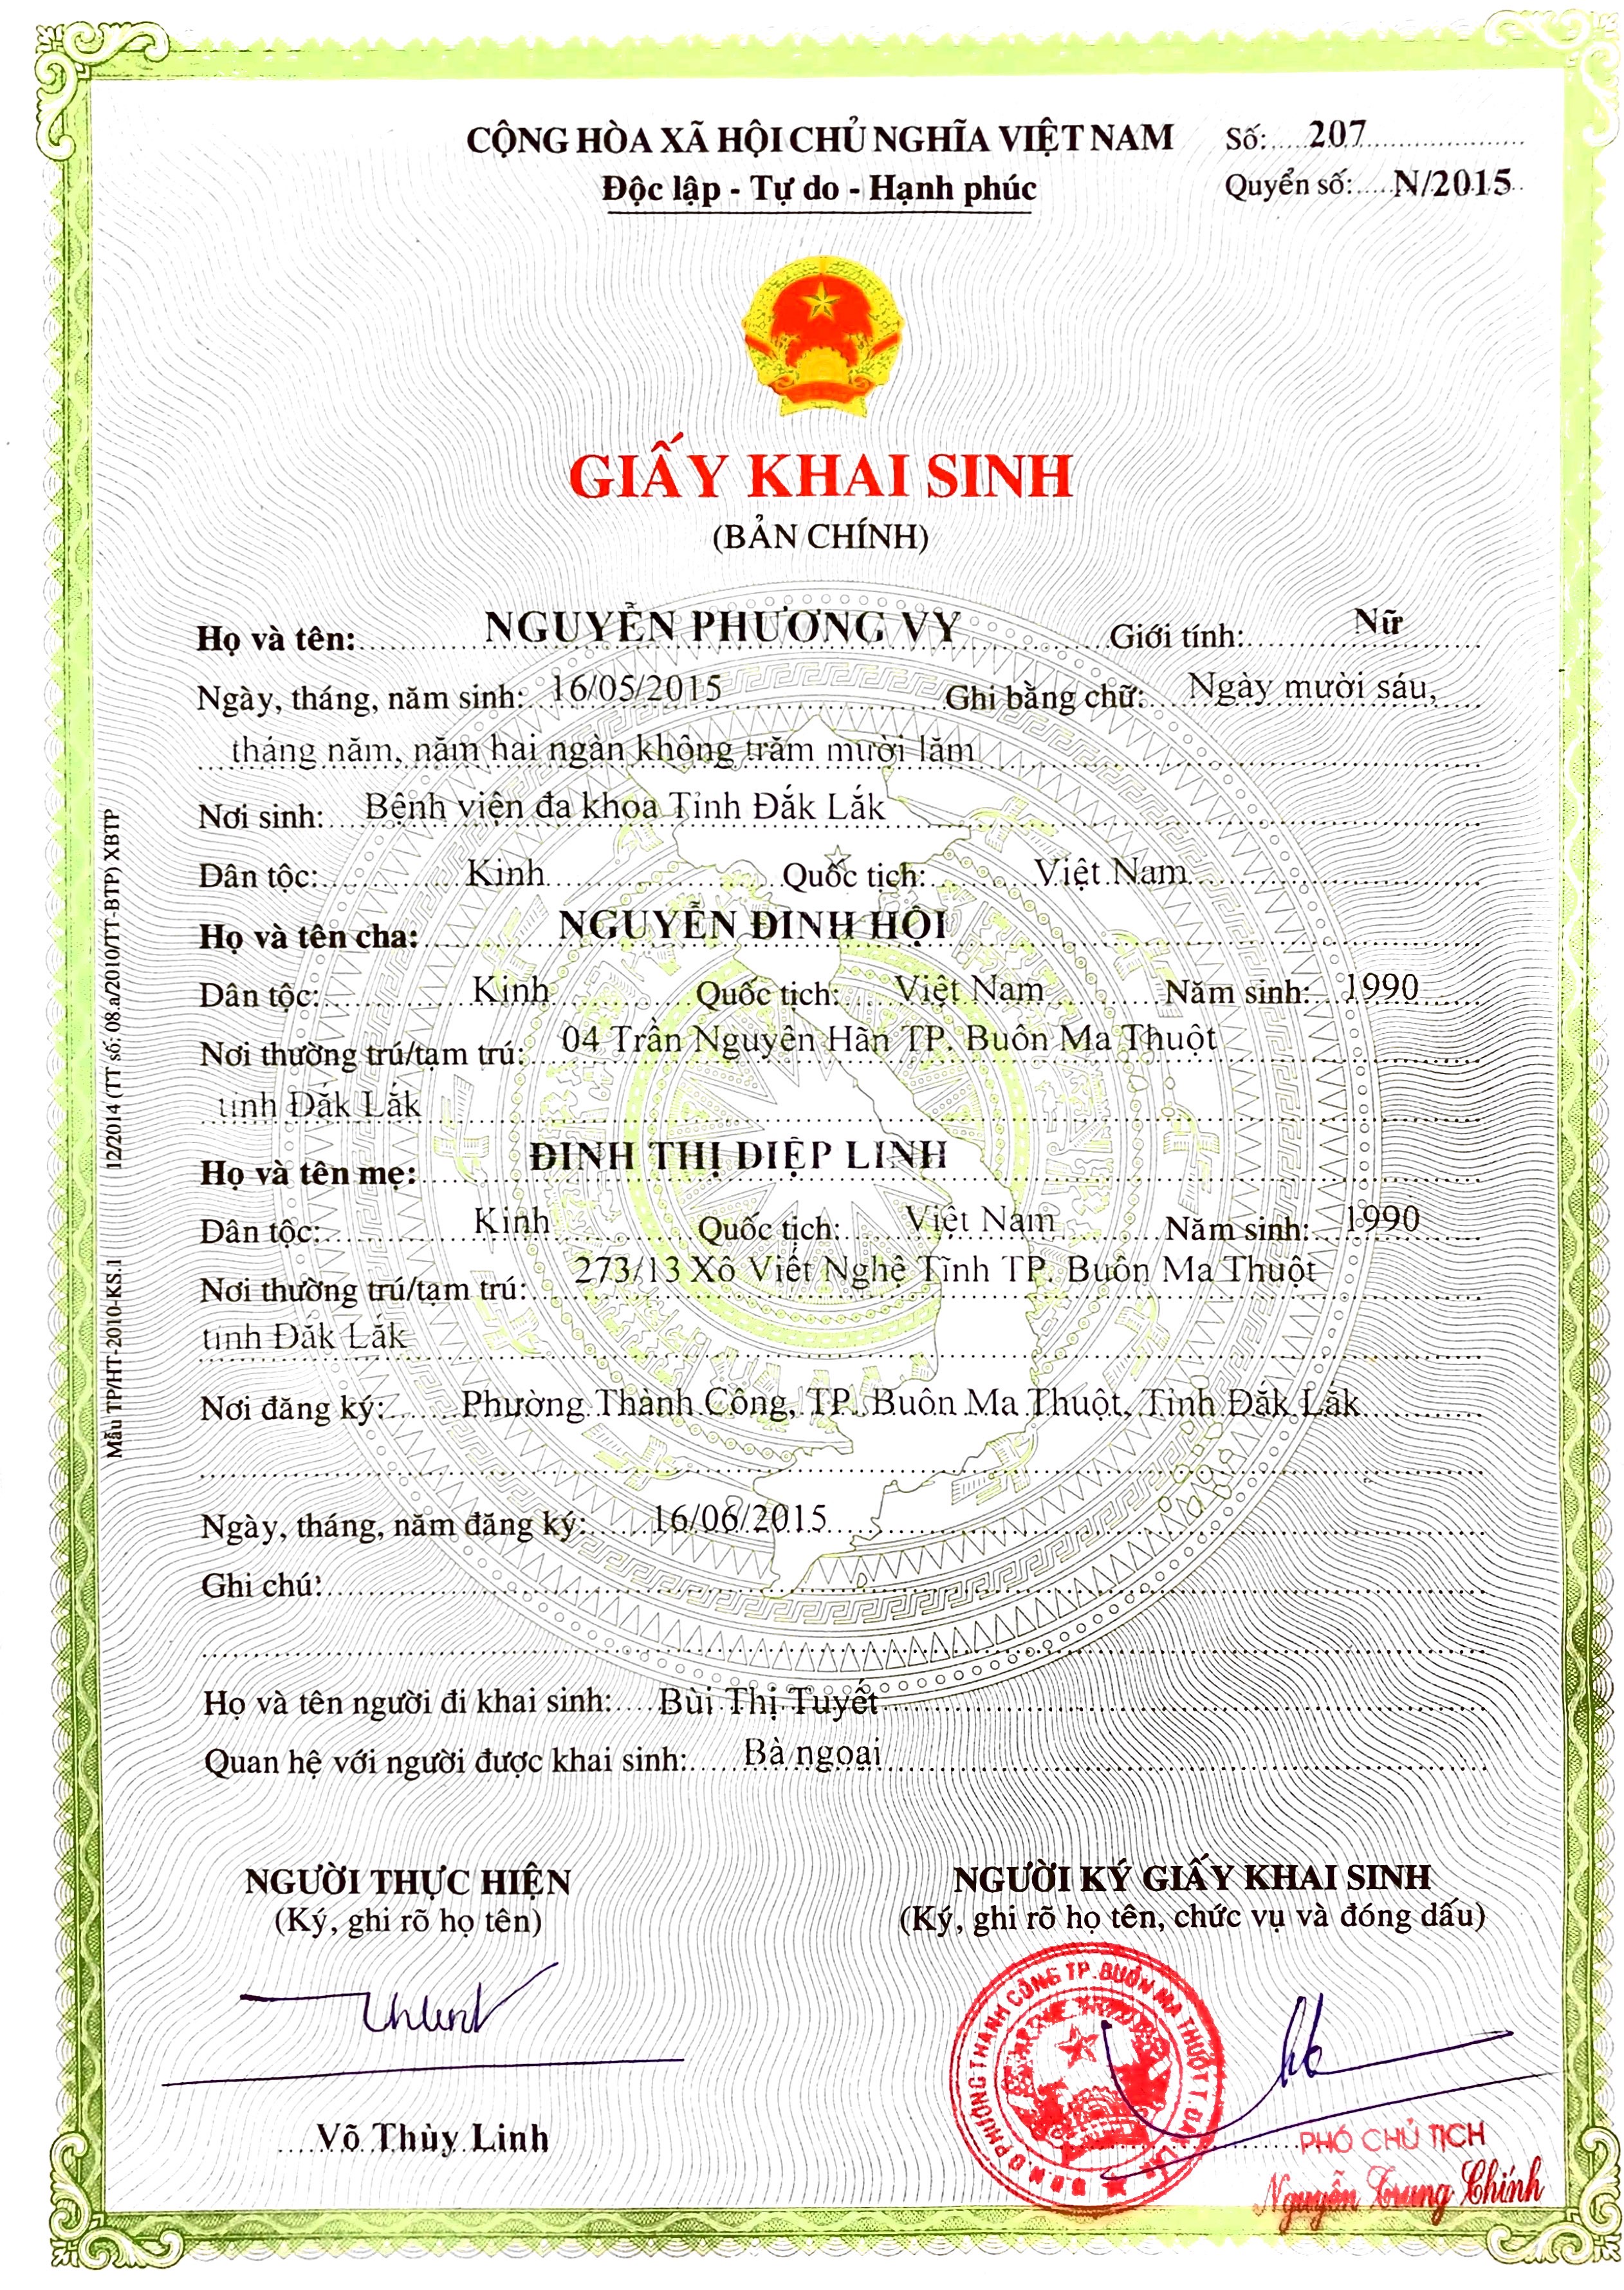 CỘNG HÒA XÃ HỘI CHỦ NGHĨA VIỆT NAM
Số: 207
Độc lập - Tự do - Hạnh phúc
Quyển số: N/2015
GIẤY KHAI SINH
(BẢN CHÍNH)
Họ và tên: NGUYỄN PHƯƠNG VY Giới tính: Nữ
Ngày, tháng, năm sinh: 16/05/2015 Ghi bằng chữ: Ngày mười sáu,
tháng năm, năm hai ngàn không trăm mười lăm
Nơi sinh: Bệnh viện đa khoa Tỉnh Đắk Lắk
Dân tộc: Kinh Quốc tịch: Việt Nam
Họ và tên cha: NGUYỄN ĐINH HỘI
Dân tộc: Kinh Quốc tịch: Việt Nam Năm sinh: 1990
Nơi thường trú/tạm trú: 04 Trần Nguyên Hãn TP. Buôn Ma Thuột
tỉnh Đắk Lắk
Họ và tên mẹ: ĐINH THỊ DIỆP LINH
Dân tộc: Kinh Quốc tịch: Việt Nam Năm sinh: 1990
Nơi thường trú/tạm trú: 273/13 Xô Viết Nghệ Tĩnh TP. Buôn Ma Thuột
tỉnh Đắk Lắk
Nơi đăng ký: Phường Thành Công, TP. Buôn Ma Thuột, Tỉnh Đắk Lắk
Ngày, tháng, năm đăng ký: 16/06/2015
Ghi chú:
Họ và tên người đi khai sinh: Bùi Thị Tuyết
Quan hệ với người được khai sinh: Bà ngoại
NGƯỜI THỰC HIỆN
(Ký, ghi rõ họ tên)
Võ Thùy Linh
NGƯỜI KÝ GIẤY KHAI SINH
(Ký, ghi rõ họ tên, chức vụ và đóng dấu)
U.B.N.D PHƯỜNG THÀNH CÔNG TP.BUÔN MA THUỘT T.ĐẮK LẮK
PHÓ CHỦ TỊCH
Nguyễn Trung Chính
Mẫu TP/HT-2010-KS.1 12/2014 (TT số: 08.a/2010/TT-BTP) XBTP